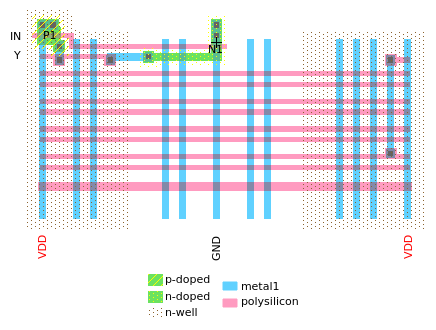 P1
IN
N1
Y
VDD
GND
VDD
p-doped
n-doped
n-well
metal1
polysilicon